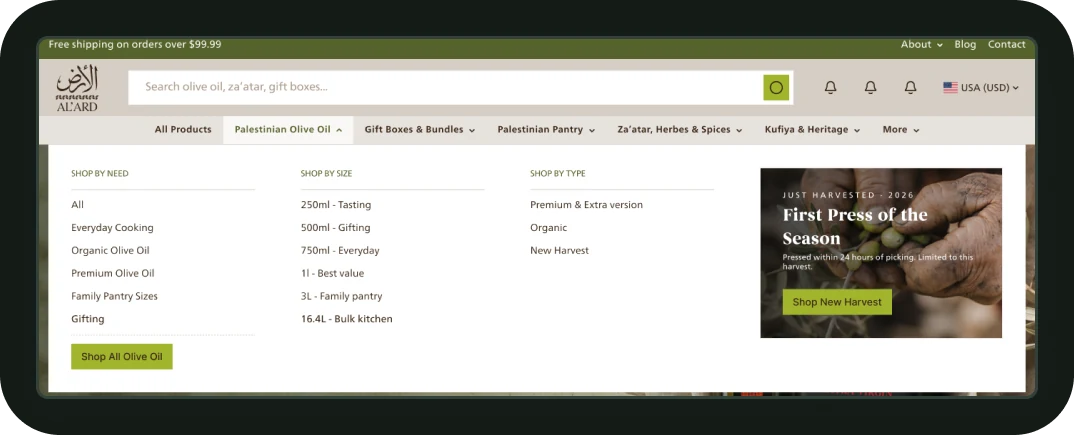 Free shipping on orders over $99.99
About
Blog
Contact
الأرض
AL'ARD
Search olive oil, za'atar, gift boxes...
USA (USD)
All Products
Palestinian Olive Oil
Gift Boxes & Bundles
Palestinian Pantry
Za'atar, Herbs & Spices
Kufiya & Heritage
More
SHOP BY NEED
All
Everyday Cooking
Organic Olive Oil
Premium Olive Oil
Family Pantry Sizes
Gifting
Shop All Olive Oil
SHOP BY SIZE
250ml - Tasting
500ml - Gifting
750ml - Everyday
1l - Best value
3L - Family pantry
16.4L - Bulk kitchen
SHOP BY TYPE
Premium & Extra version
Organic
New Harvest
JUST HARVESTED - 2026
First Press of the
Season
Pressed within 24 hours of picking. Limited to this
harvest.
Shop New Harvest